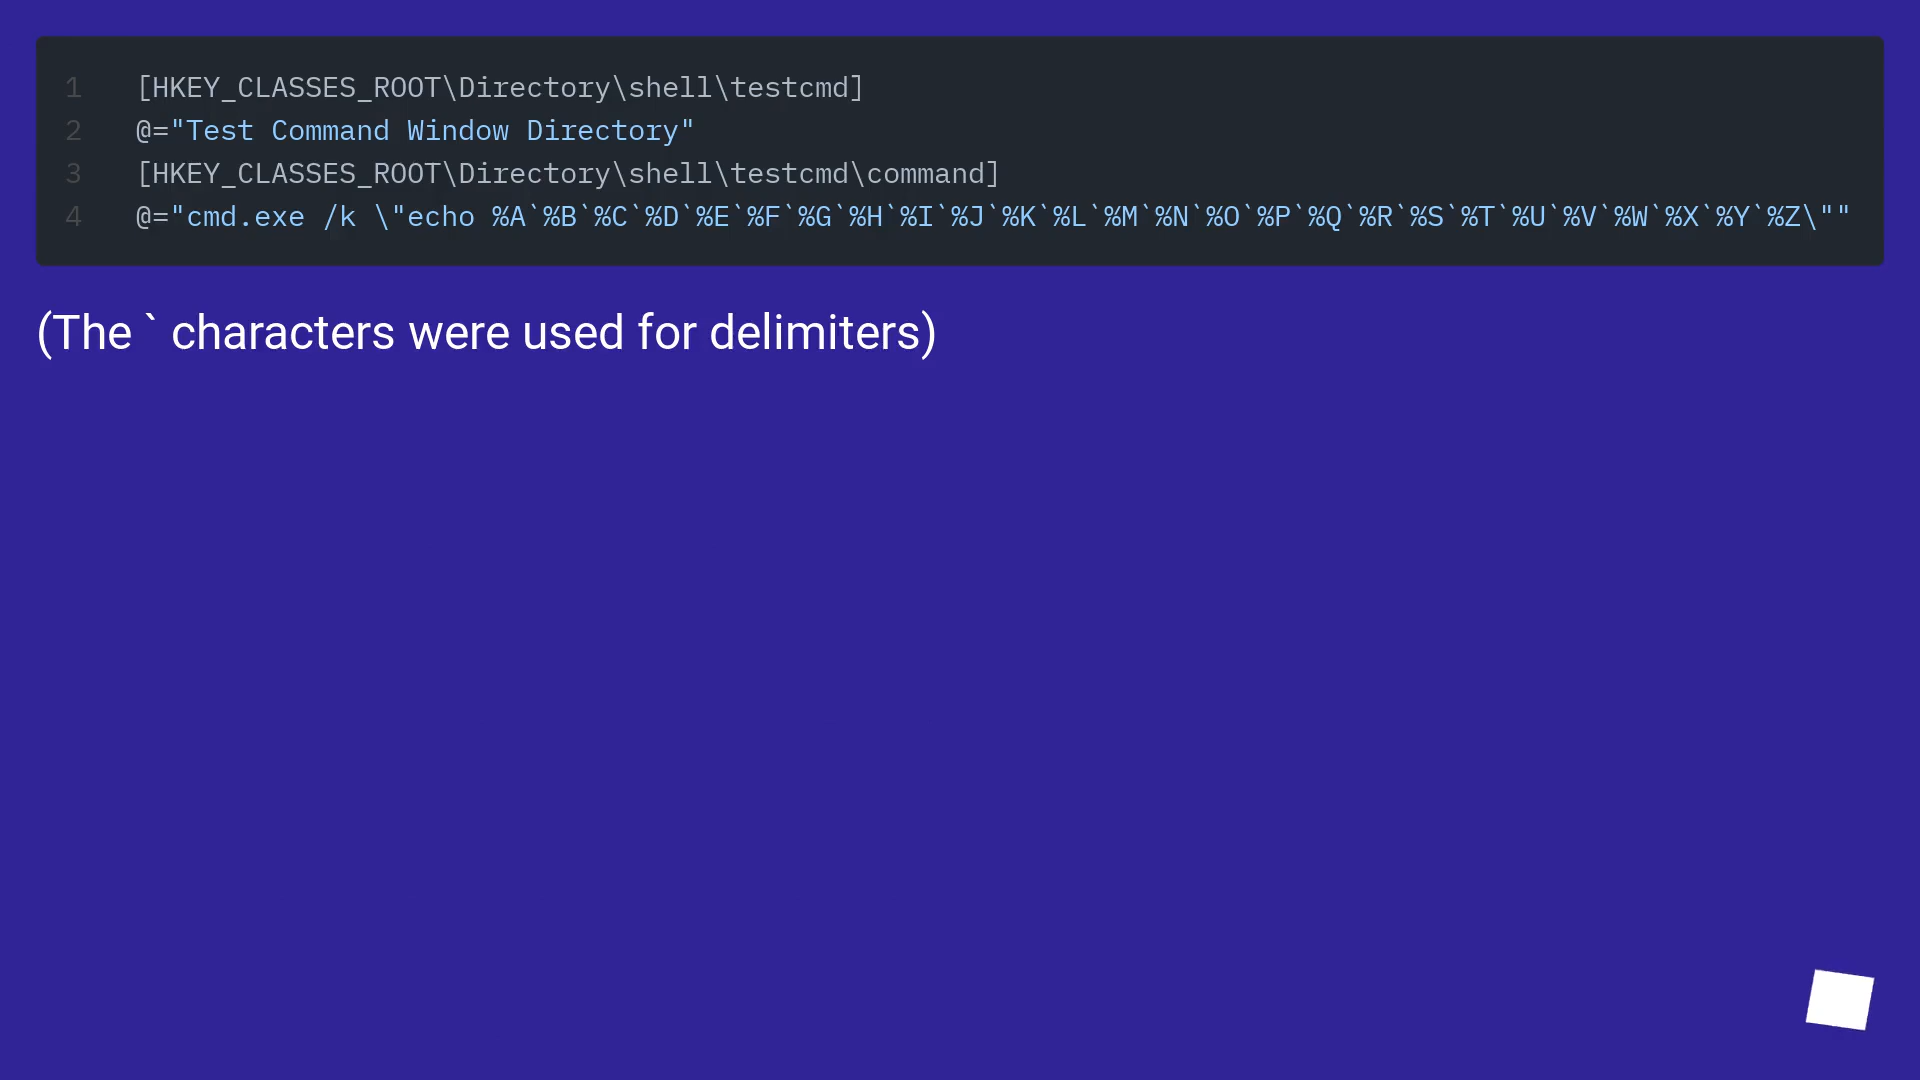 1 [HKEY_CLASSES_ROOT\Directory\shell\testcmd]
2 @="Test Command Window Directory"
3 [HKEY_CLASSES_ROOT\Directory\shell\testcmd\command]
4 @="cmd.exe /k \"echo %A`%B`%C`%D`%E`%F`%G`%H`%I`%J`%K`%L`%M`%N`%O`%P`%Q`%R`%S`%T`%U`%V`%W`%X`%Y`%Z\""
(The ` characters were used for delimiters)